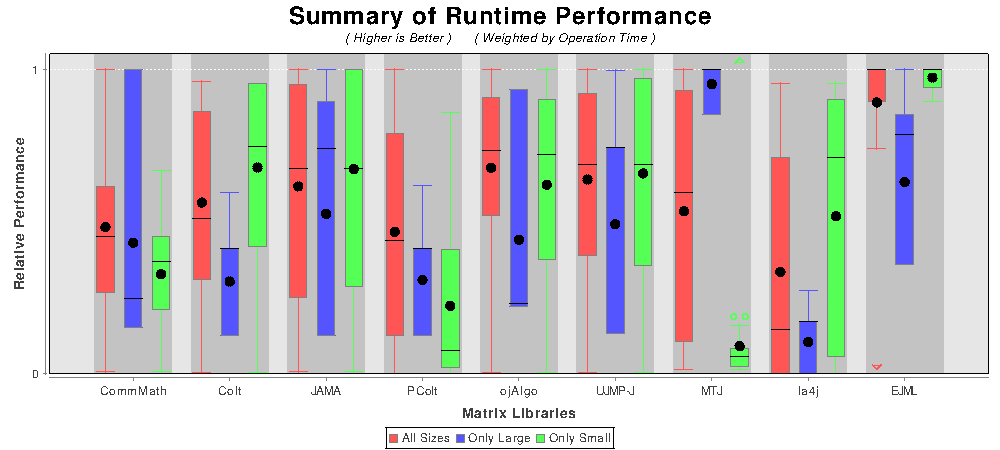 Summary of Runtime Performance
( Higher is Better ) ( Weighted by Operation Time )
Relative Performance
1
0
CommMath Colt JAMA PColt ojAlgo UJMP-J MTJ la4j EJML
Matrix Libraries
All Sizes Only Large Only Small